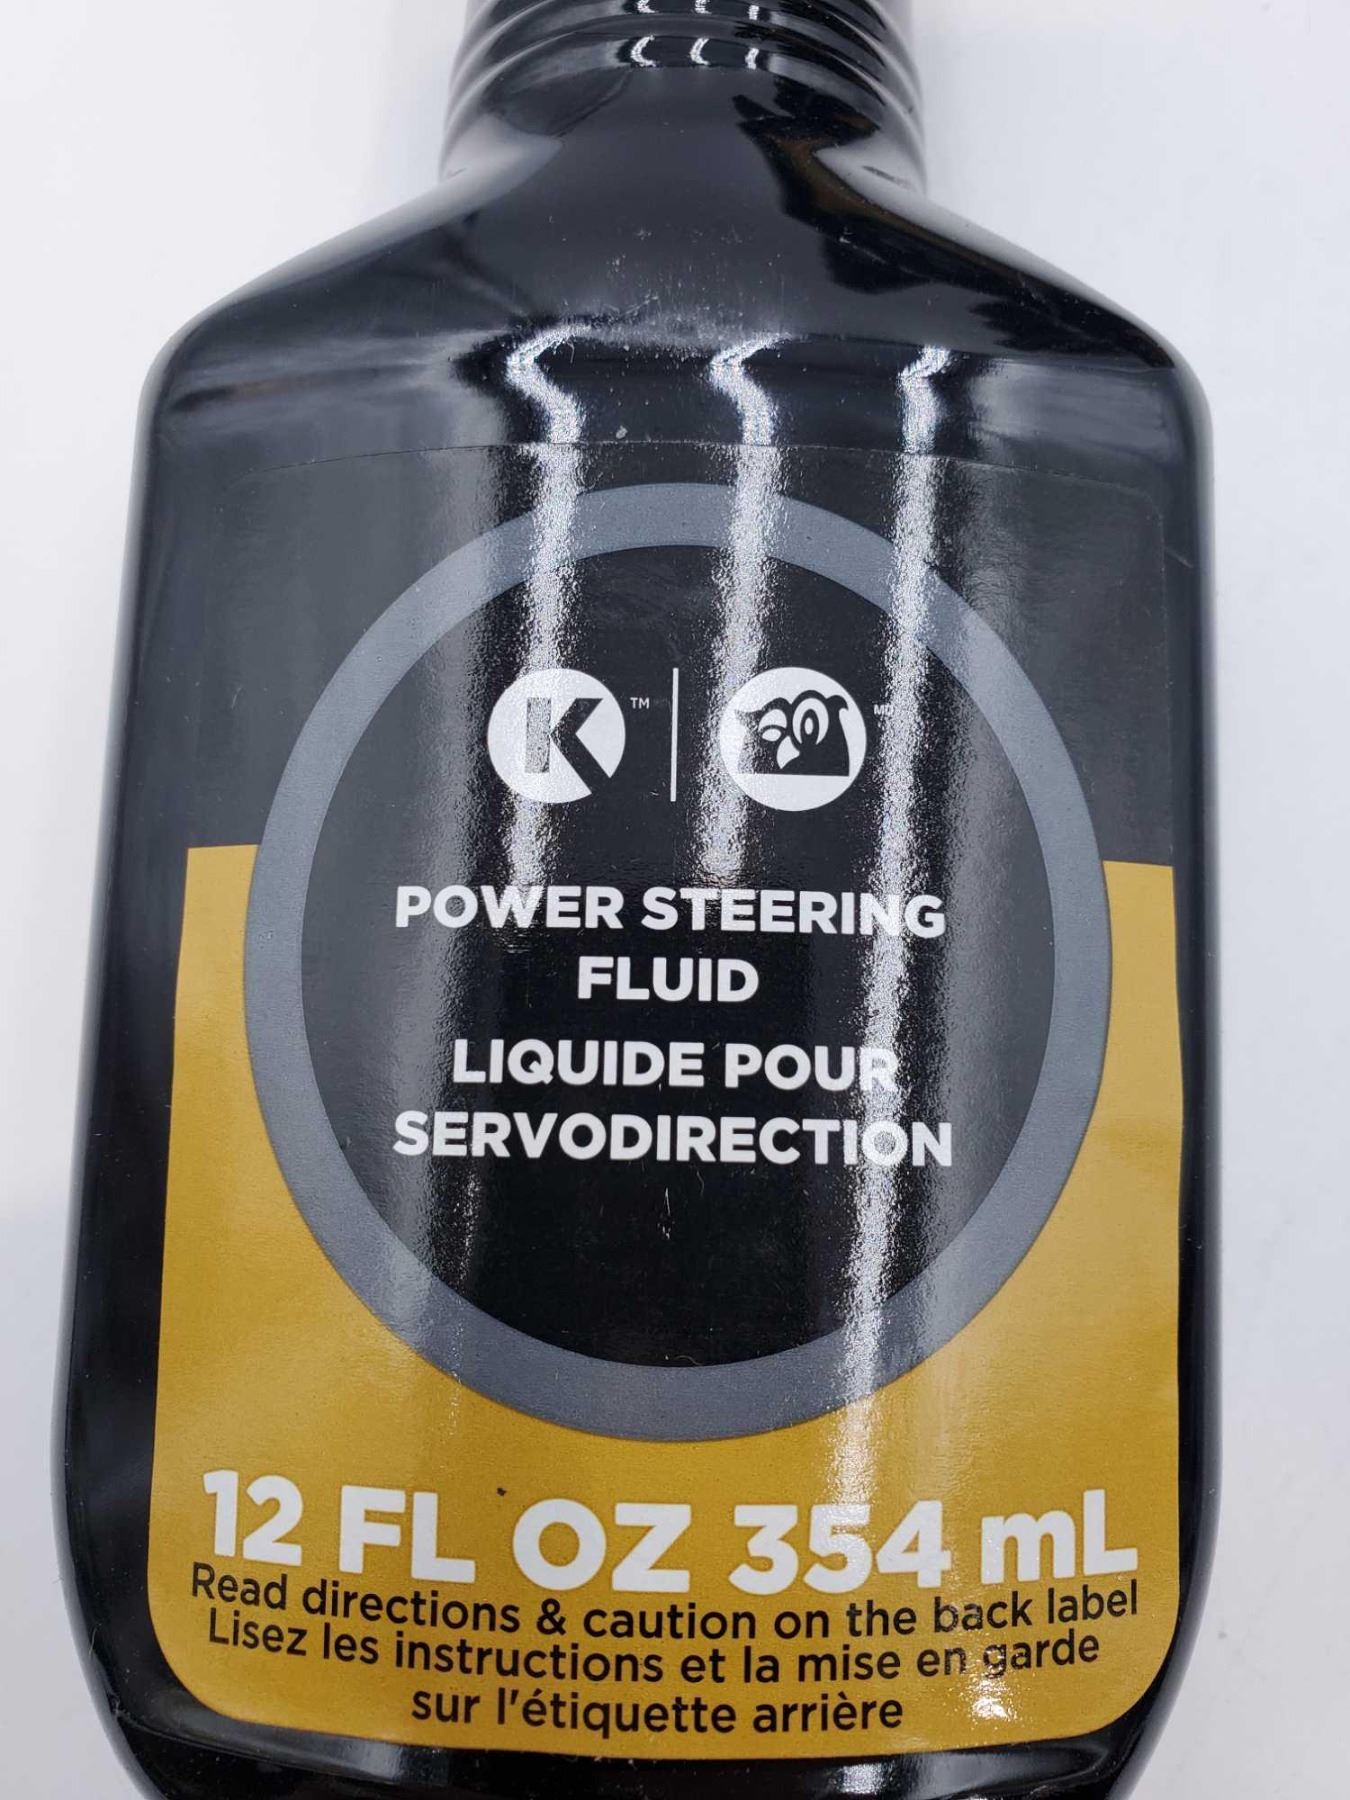 K ™ MD
POWER STEERING
FLUID
LIQUIDE POUR
SERVODIRECTION
12 FL OZ 354 mL
Read directions & caution on the back label
Lisez les instructions et la mise en garde
sur l'étiquette arrière